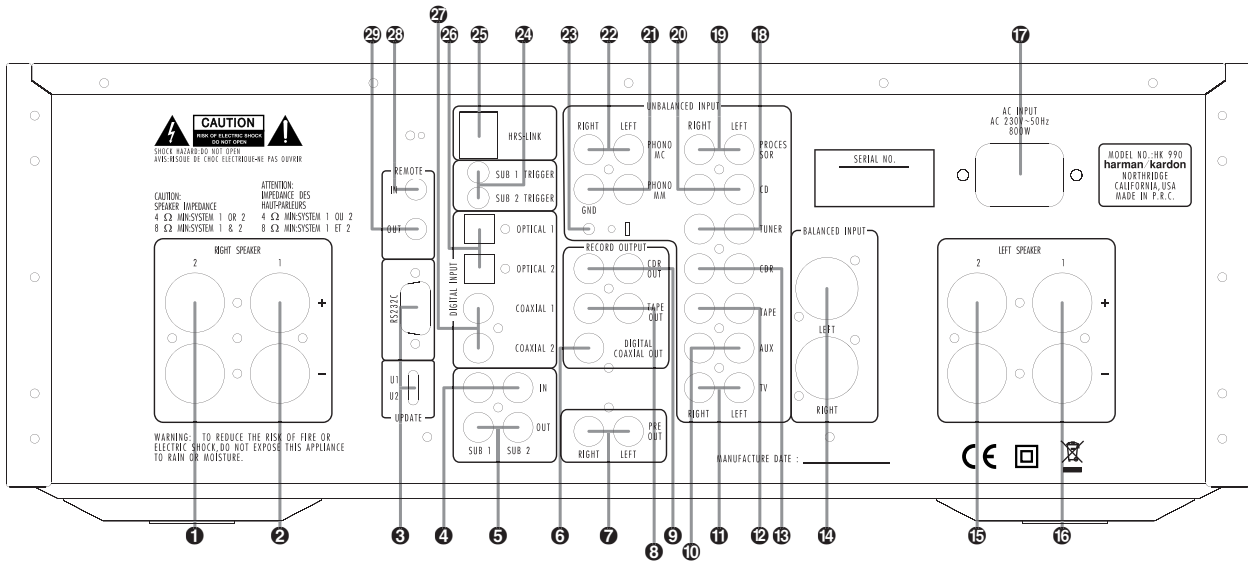 27
29 28 26 25 24 23 22 21 20 19 18 17
CAUTION
RISK OF ELECTRIC SHOCK
DO NOT OPEN
SHOCK HAZARD:DO NOT OPEN
AVIS:RISQUE DE CHOC ELECTRIQUE-NE PAS OUVRIR
CAUTION:
SPEAKER IMPEDANCE
4 Ω MIN:SYSTEM 1 OR 2
8 Ω MIN:SYSTEM 1 & 2
ATTENTION:
IMPEDANCE DES
HAUT-PARLEURS
4 Ω MIN:SYSTEM 1 OU 2
8 Ω MIN:SYSTEM 1 ET 2
RIGHT SPEAKER
2 1
+
–
WARNING: TO REDUCE THE RISK OF FIRE OR
ELECTRIC SHOCK,DO NOT EXPOSE THIS APPLIANCE
TO RAIN OR MOISTURE.
REMOTE
IN
OUT
RS232C
U1
U2
UPDATE
HRS-LINK
SUB 1 TRIGGER
SUB 2 TRIGGER
DIGITAL INPUT
OPTICAL 1
OPTICAL 2
COAXIAL 1
COAXIAL 2
IN
OUT
SUB 1 SUB 2
UNBALANCED INPUT
RIGHT LEFT
PHONO
MC
PHONO
MM
GND
RECORD OUTPUT
CDR
OUT
TAPE
OUT
DIGITAL
COAXIAL OUT
PRE
OUT
RIGHT LEFT
RIGHT LEFT
PROCES
SOR
CD
TUNER
CDR
TAPE
AUX
TV
RIGHT LEFT
BALANCED INPUT
LEFT
RIGHT
MANUFACTURE DATE :
AC INPUT
AC 230V~50Hz
800W
SERIAL NO.
MODEL NO.:HK 990
harman/kardon
NORTHRIDGE
CALIFORNIA,USA
MADE IN P.R.C.
LEFT SPEAKER
2 1
+
–
CE
1 2 3 4 5 6 7 8 9 10 11 12 13 14 15 16